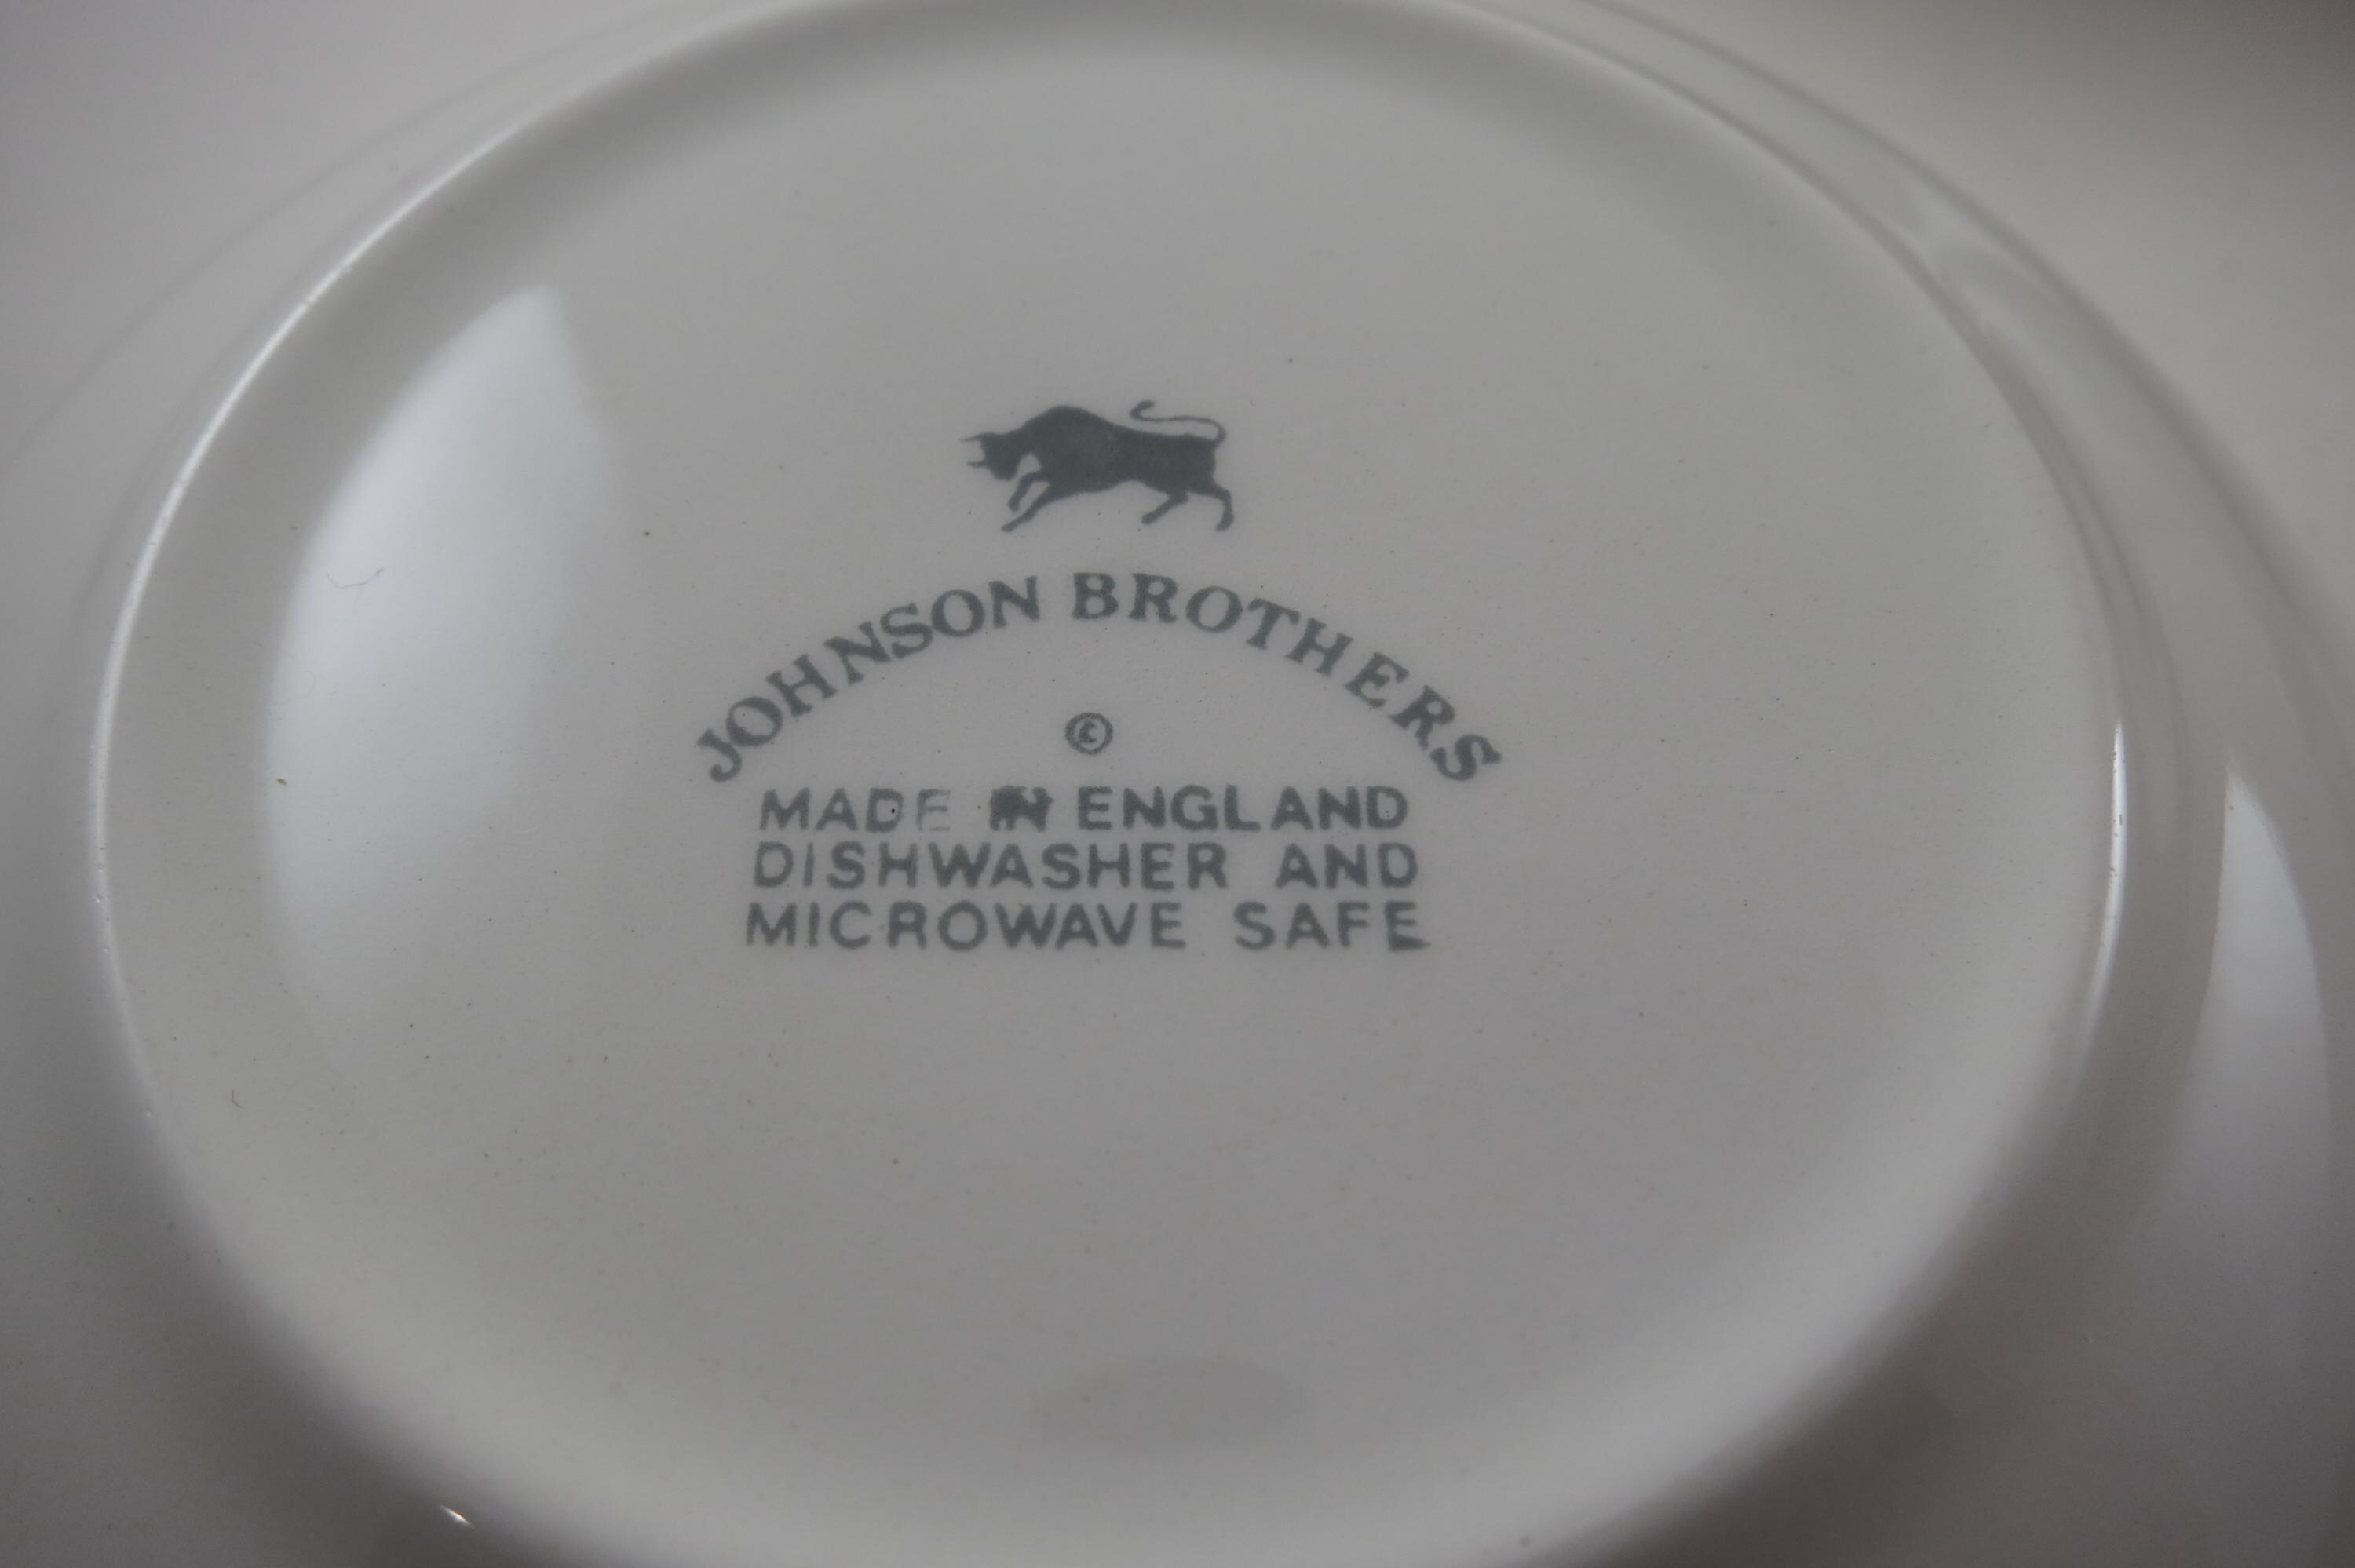 JOHNSON BROTHERS
©
MADE IN ENGLAND
DISHWASHER AND
MICROWAVE SAFE